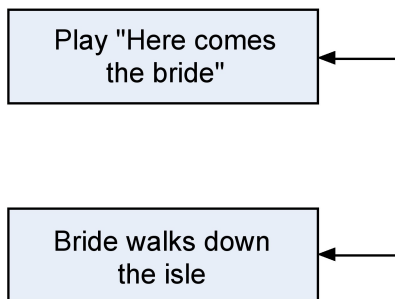 Play "Here comes
the bride"
Bride walks down
the isle